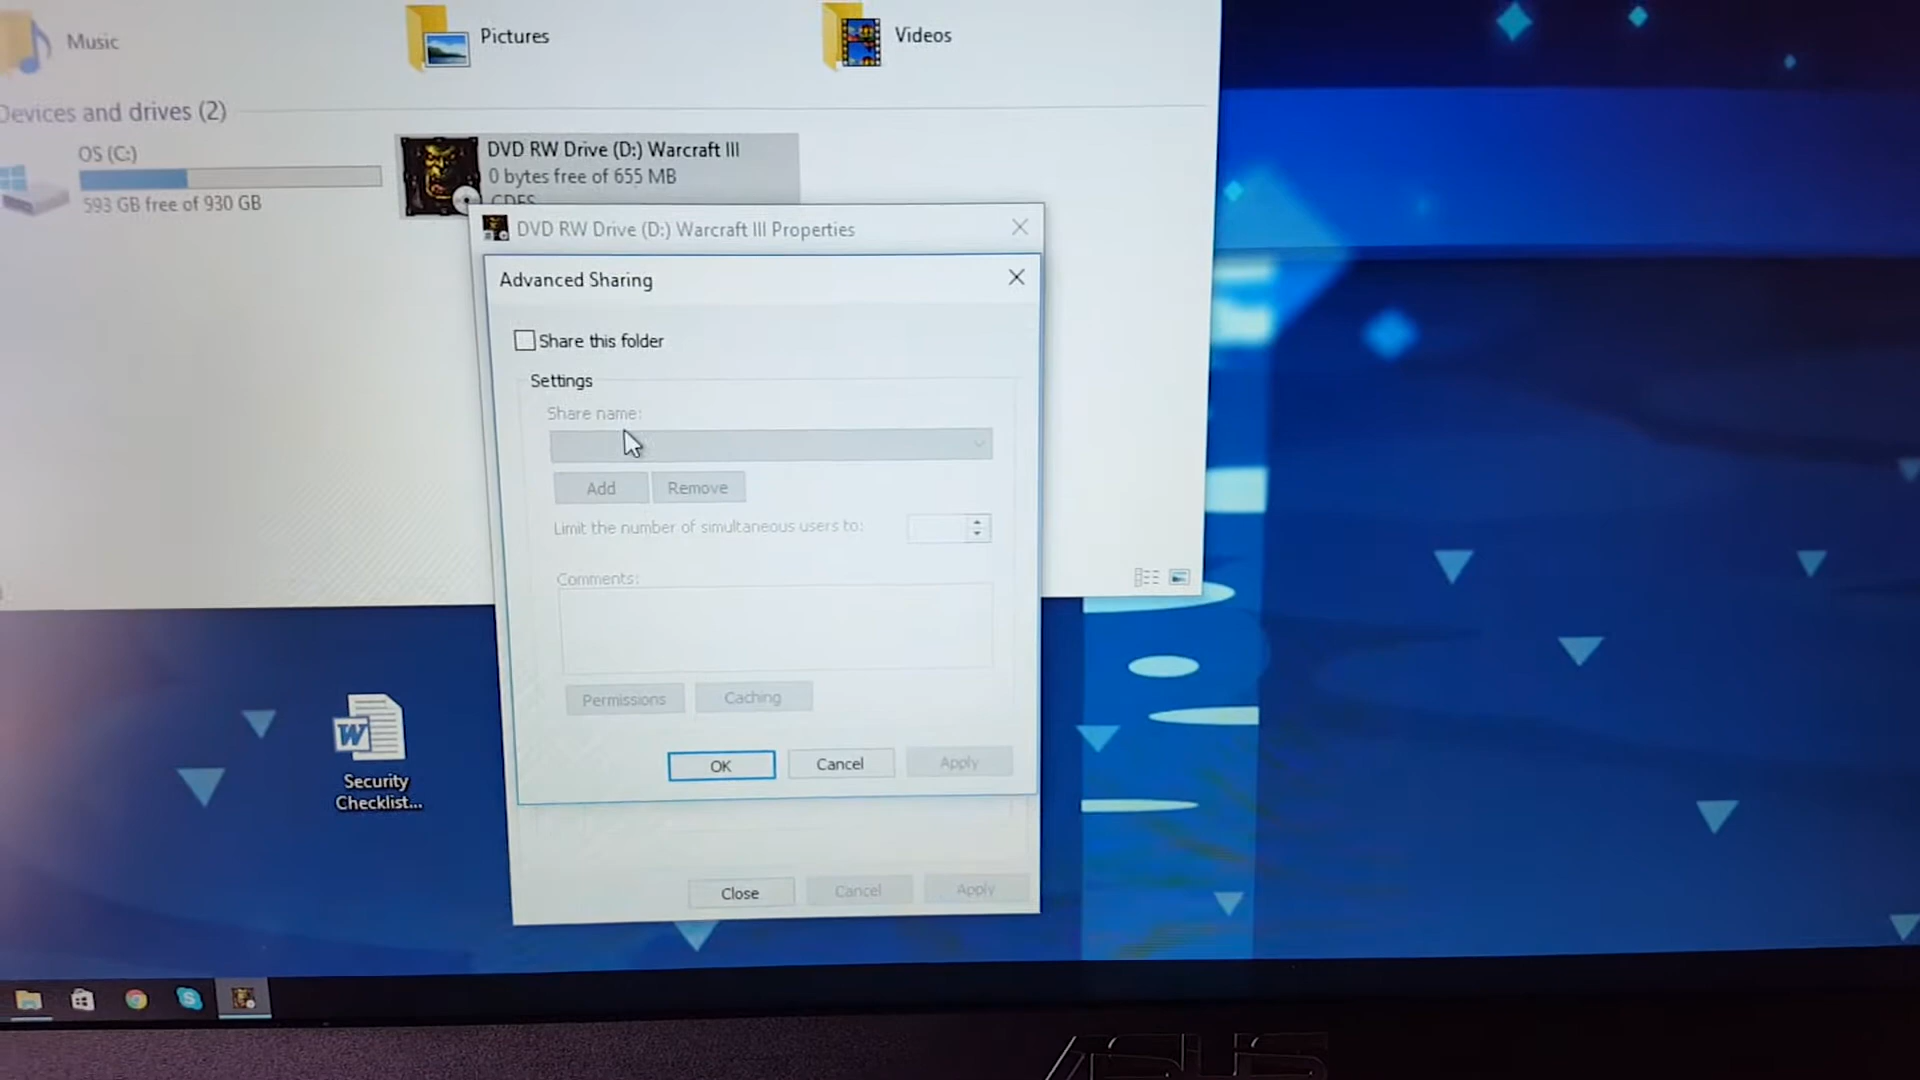 Music
Pictures
Videos
Devices and drives (2)
OS (C:)
593 GB free of 930 GB
DVD RW Drive (D:) Warcraft III
0 bytes free of 655 MB
CDFS
DVD RW Drive (D:) Warcraft III Properties
Advanced Sharing
Share this folder
Settings
Share name:
Add
Remove
Limit the number of simultaneous users to:
Comments:
Permissions
Caching
OK
Cancel
Apply
Close
Cancel
Apply
W
Security
Checklist...
S
ASUS